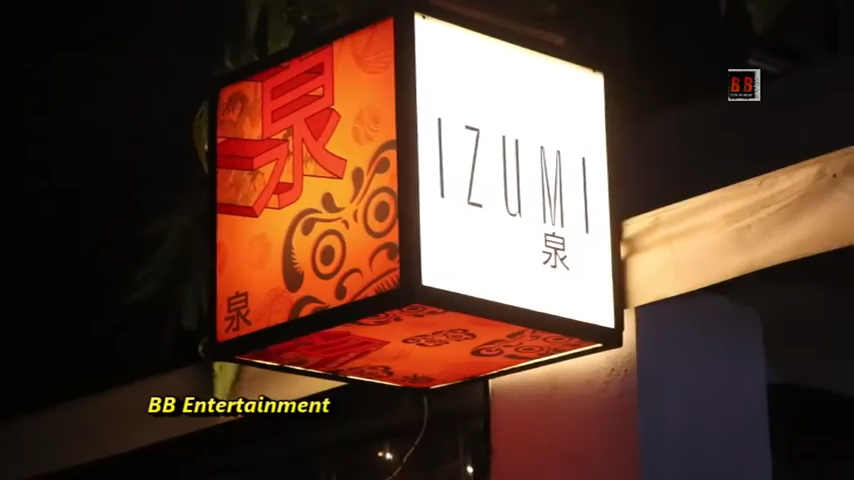 泉
泉
IZUMI
泉
BB
BB Entertainment